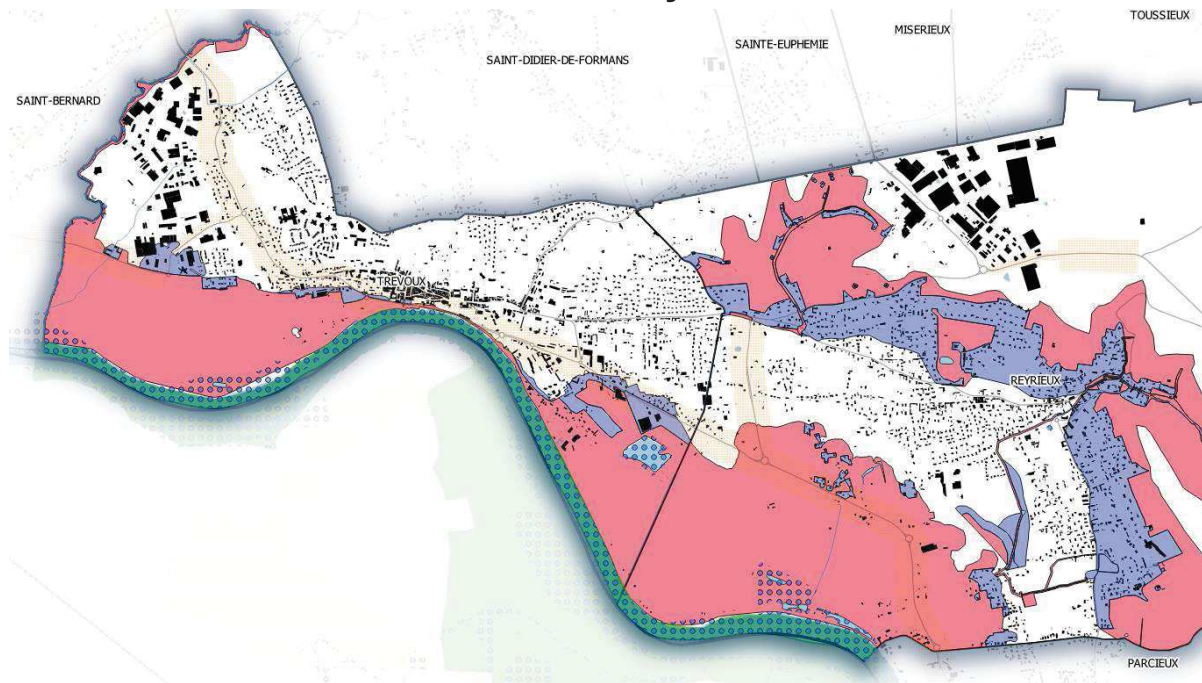 TOUSSIEUX
MISERIEUX
SAINTE-EUPHEMIE
SAINT-DIDIER-DE-FORMANS
SAINT-BERNARD
TREVOUX
REYRIEUX
PARCIEUX